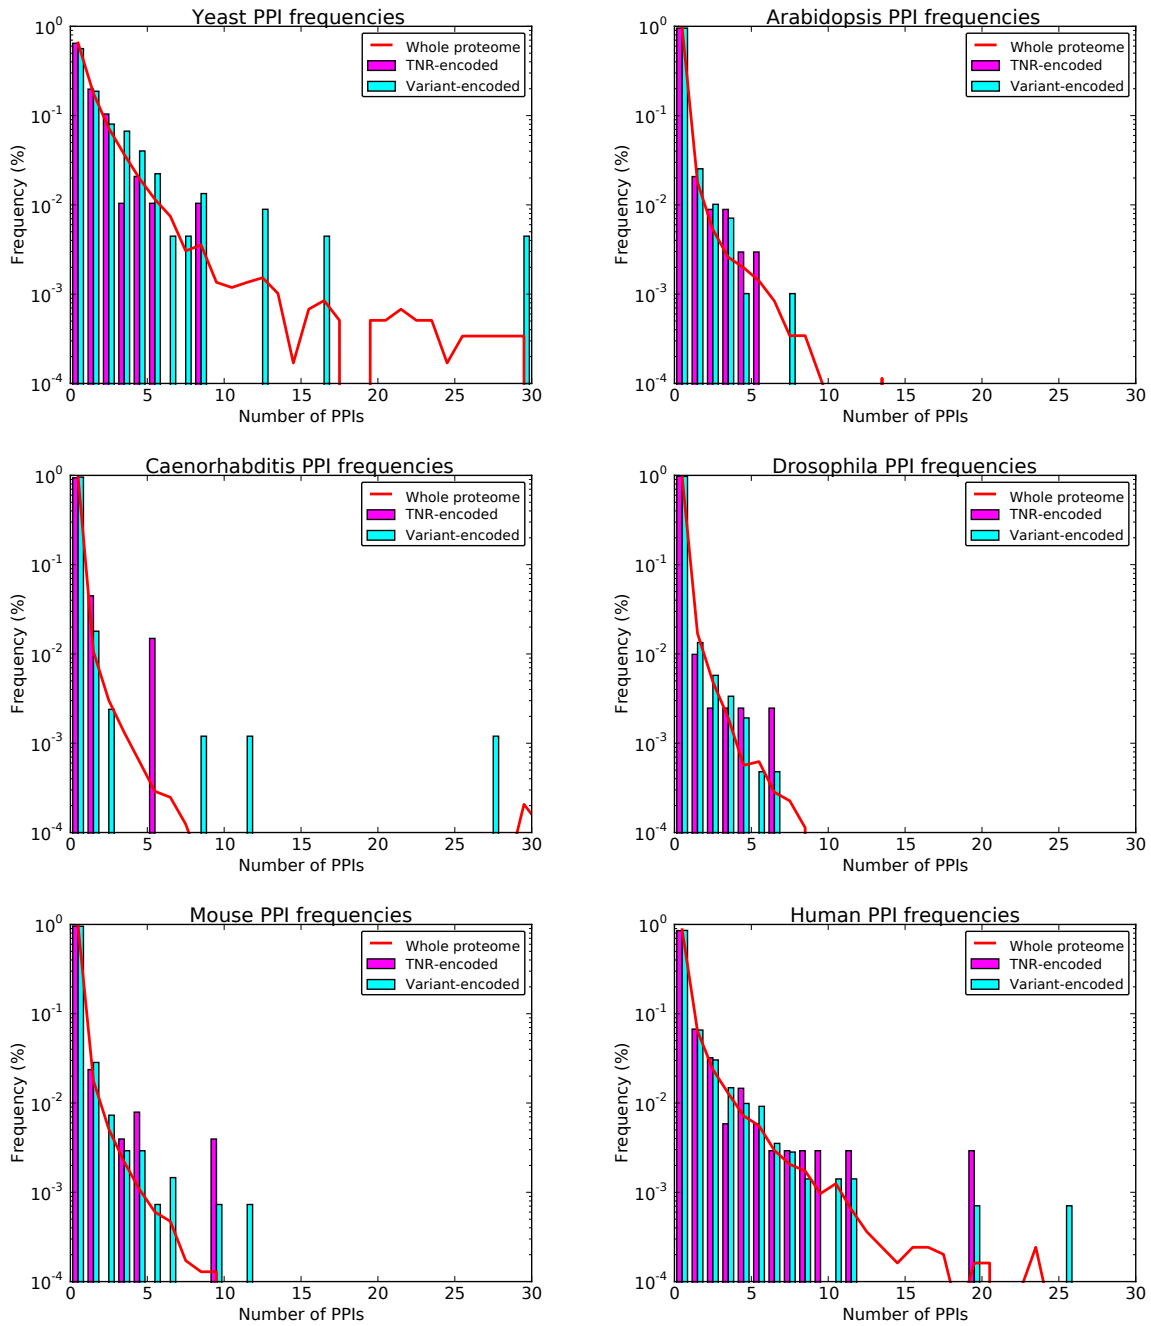 Yeast PPI frequencies
10^0
10^-1
10^-2
10^-3
10^-4
Frequency (%)
Whole proteome
TNR-encoded
Variant-encoded
0 5 10 15 20 25 30
Number of PPIs
Arabidopsis PPI frequencies
10^0
10^-1
10^-2
10^-3
10^-4
Frequency (%)
Whole proteome
TNR-encoded
Variant-encoded
0 5 10 15 20 25 30
Number of PPIs
Caenorhabditis PPI frequencies
10^0
10^-1
10^-2
10^-3
10^-4
Frequency (%)
Whole proteome
TNR-encoded
Variant-encoded
0 5 10 15 20 25 30
Number of PPIs
Drosophila PPI frequencies
10^0
10^-1
10^-2
10^-3
10^-4
Frequency (%)
Whole proteome
TNR-encoded
Variant-encoded
0 5 10 15 20 25 30
Number of PPIs
Mouse PPI frequencies
10^0
10^-1
10^-2
10^-3
10^-4
Frequency (%)
Whole proteome
TNR-encoded
Variant-encoded
0 5 10 15 20 25 30
Number of PPIs
Human PPI frequencies
10^0
10^-1
10^-2
10^-3
10^-4
Frequency (%)
Whole proteome
TNR-encoded
Variant-encoded
0 5 10 15 20 25 30
Number of PPIs